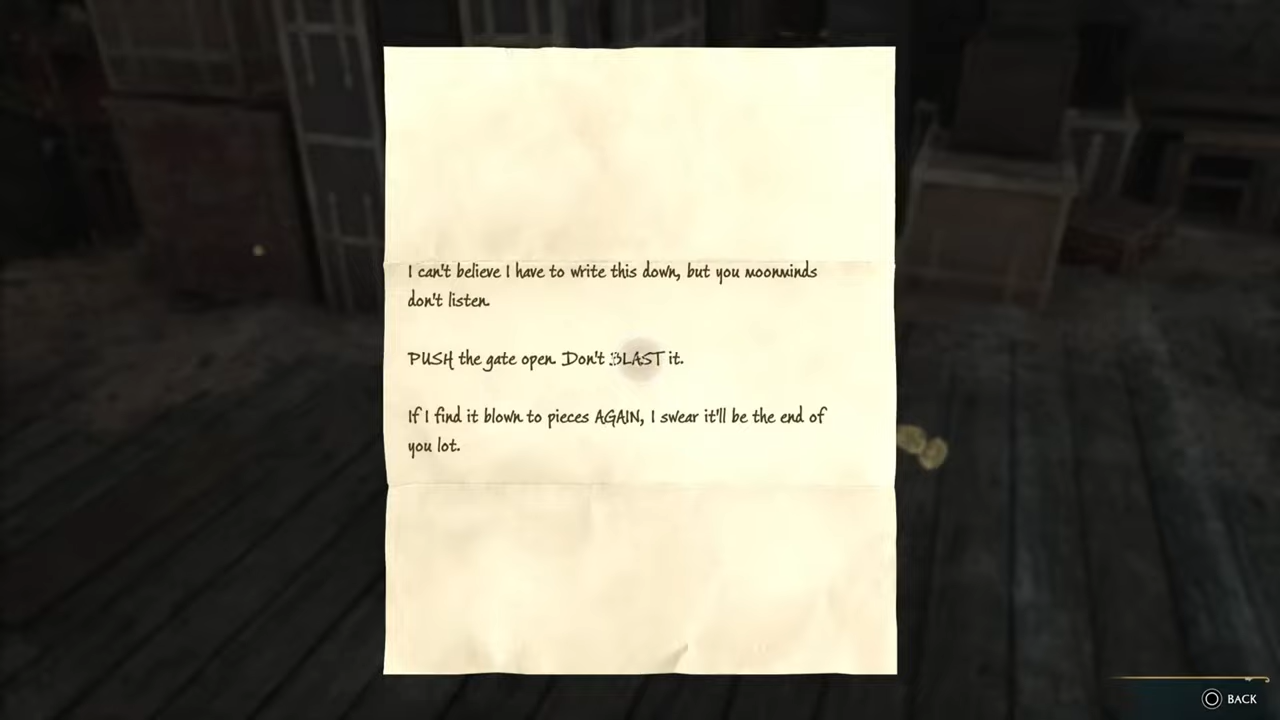 I can't believe I have to write this down, but you moonminds
don't listen.
PUSH the gate open. Don't BLAST it.
If I find it blown to pieces AGAIN, I swear it'll be the end of
you lot.
BACK